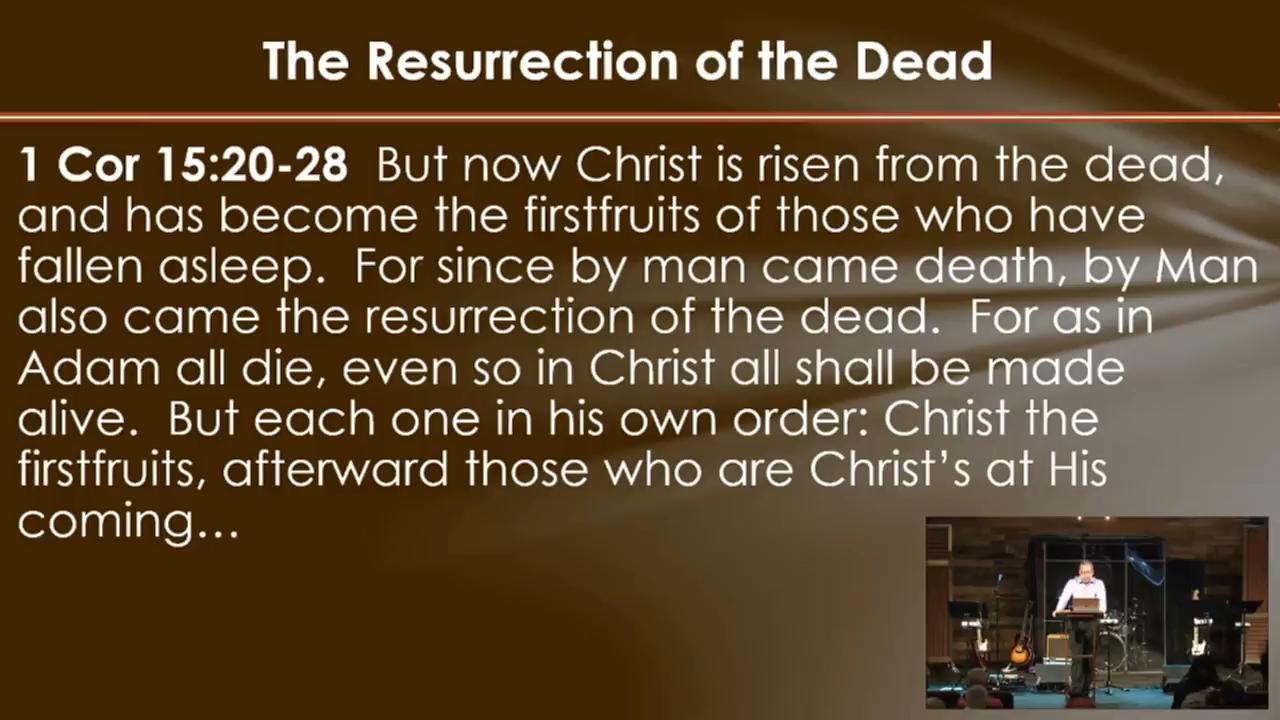 The Resurrection of the Dead
1 Cor 15:20-28  But now Christ is risen from the dead,
and has become the firstfruits of those who have
fallen asleep.  For since by man came death, by Man
also came the resurrection of the dead.  For as in
Adam all die, even so in Christ all shall be made
alive.  But each one in his own order: Christ the
firstfruits, afterward those who are Christ’s at His
coming…